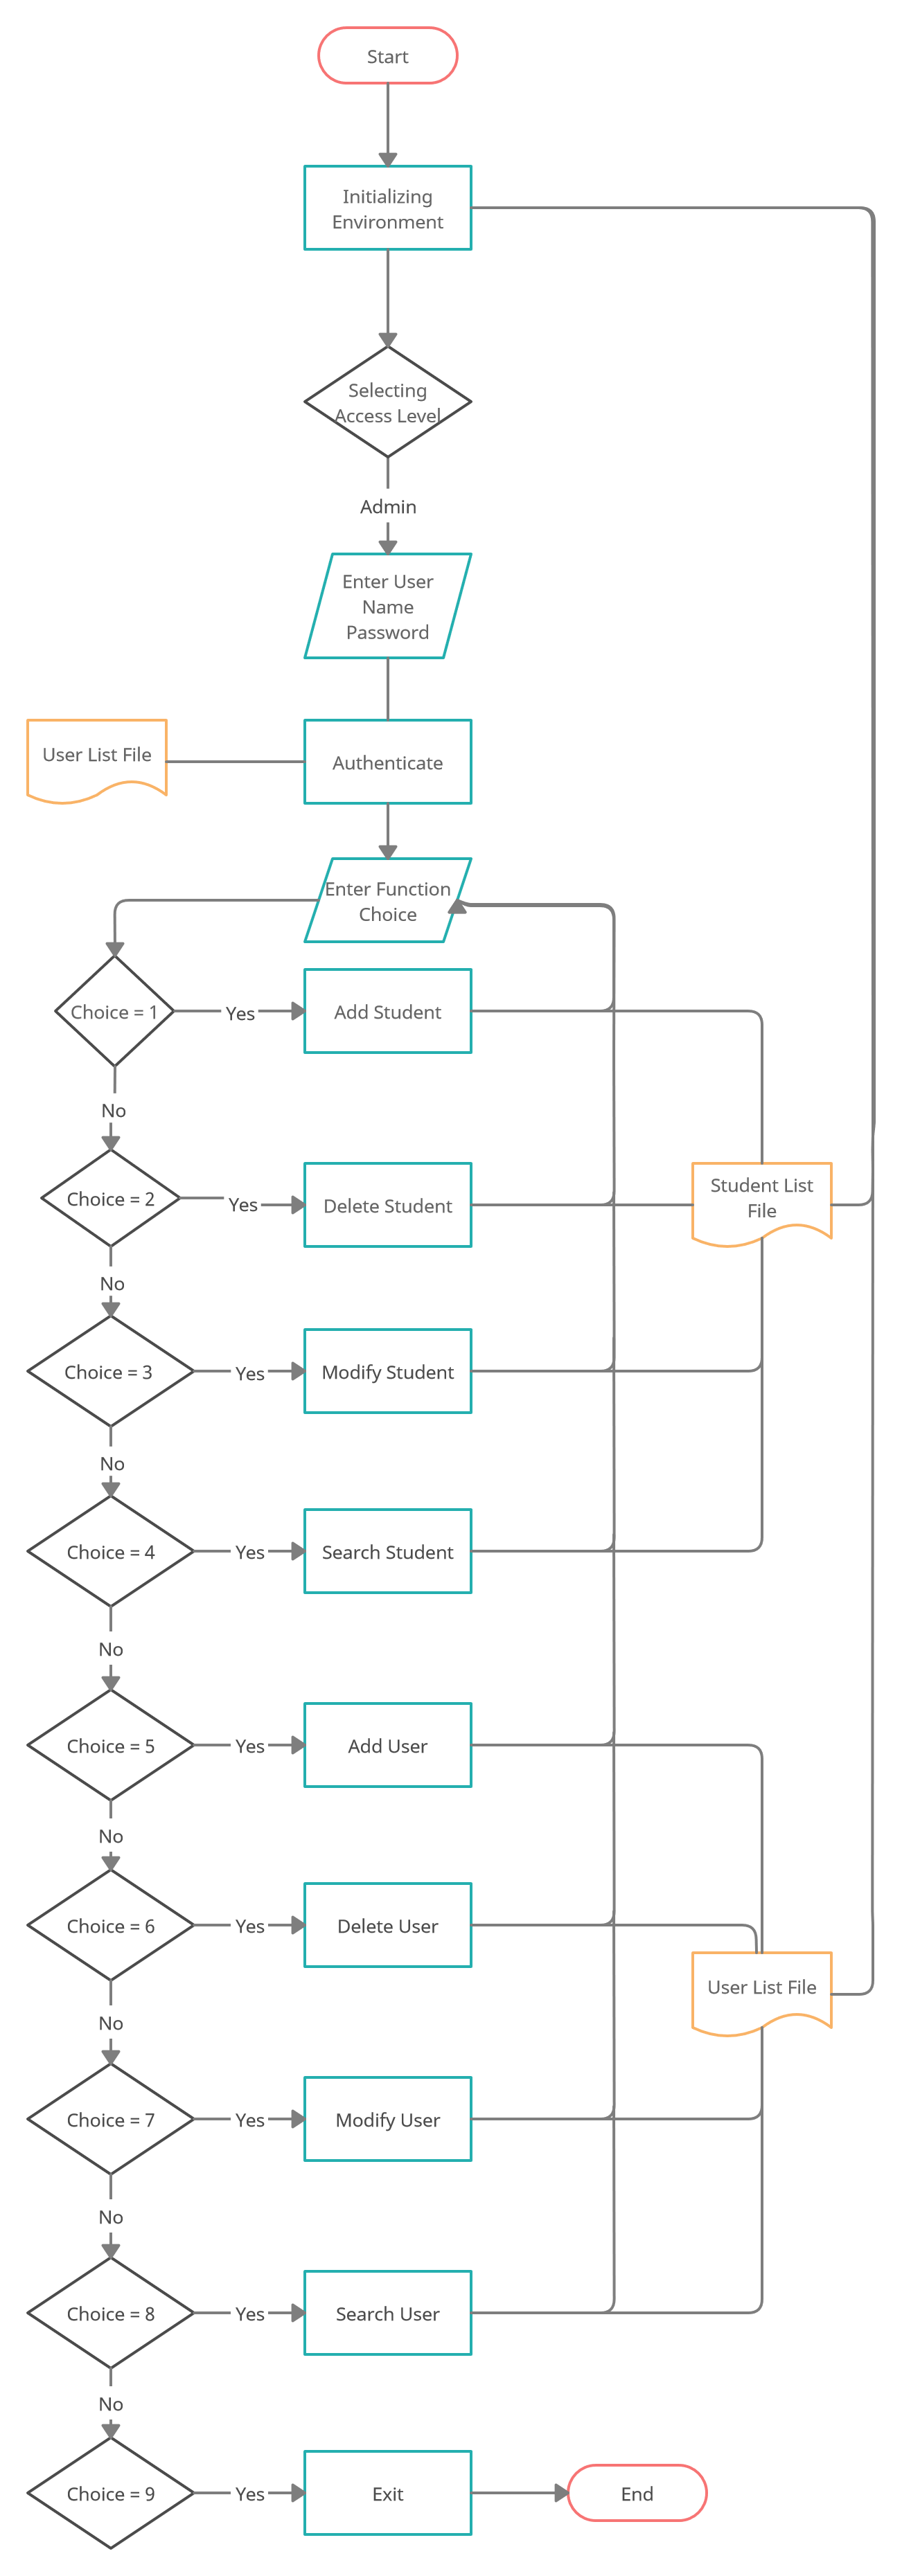 Start
Initializing
Environment
Selecting
Access Level
Admin
Enter User
Name
Password
User List File
Authenticate
Enter Function
Choice
Choice = 1
Yes
Add Student
No
Choice = 2
Yes
Delete Student
Student List
File
No
Choice = 3
Yes
Modify Student
No
Choice = 4
Yes
Search Student
No
Choice = 5
Yes
Add User
No
Choice = 6
Yes
Delete User
User List File
No
Choice = 7
Yes
Modify User
No
Choice = 8
Yes
Search User
No
Choice = 9
Yes
Exit
End